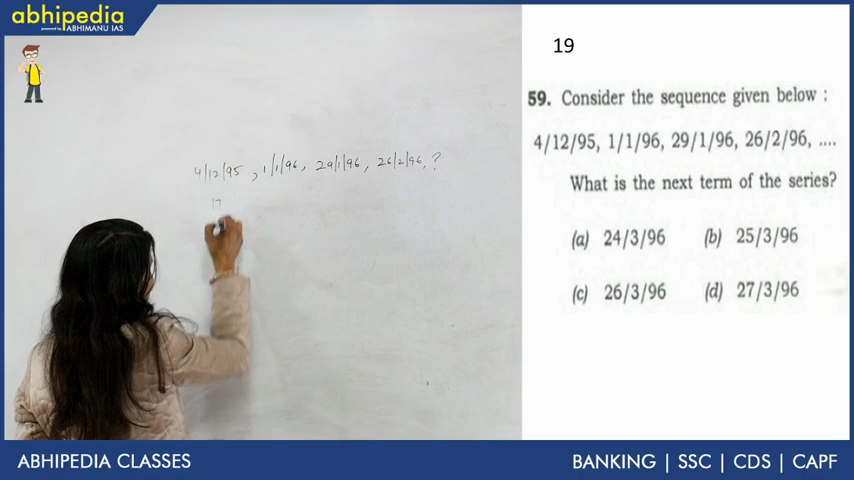 abhipedia
powered by ABHIMANU IAS
4/12/95, 1/1/96, 29/1/96, 26/2/96, ?
17
19
59. Consider the sequence given below :
4/12/95, 1/1/96, 29/1/96, 26/2/96, ....
What is the next term of the series?
(a) 24/3/96 (b) 25/3/96
(c) 26/3/96 (d) 27/3/96
ABHIPEDIA CLASSES
BANKING | SSC | CDS | CAPF